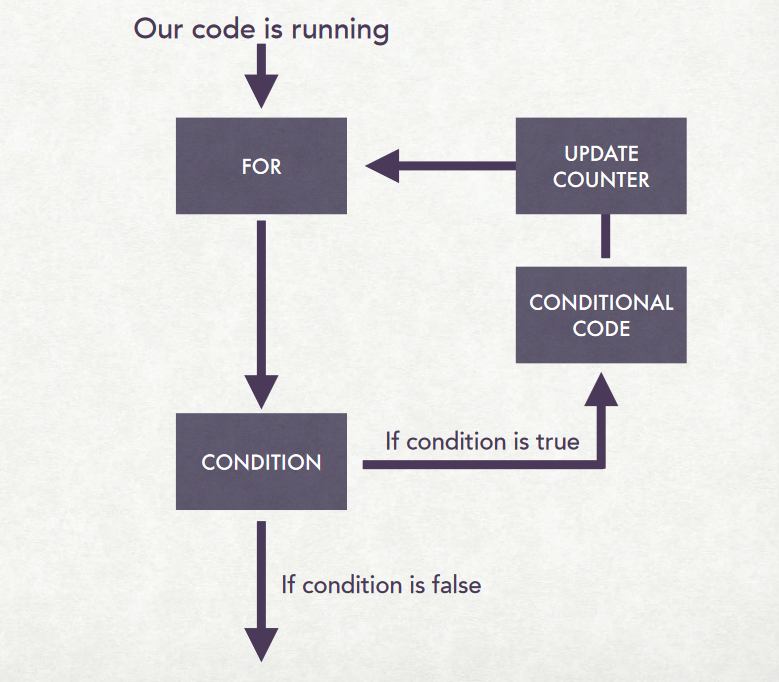 Our code is running
FOR
UPDATE
COUNTER
CONDITIONAL
CODE
If condition is true
CONDITION
If condition is false